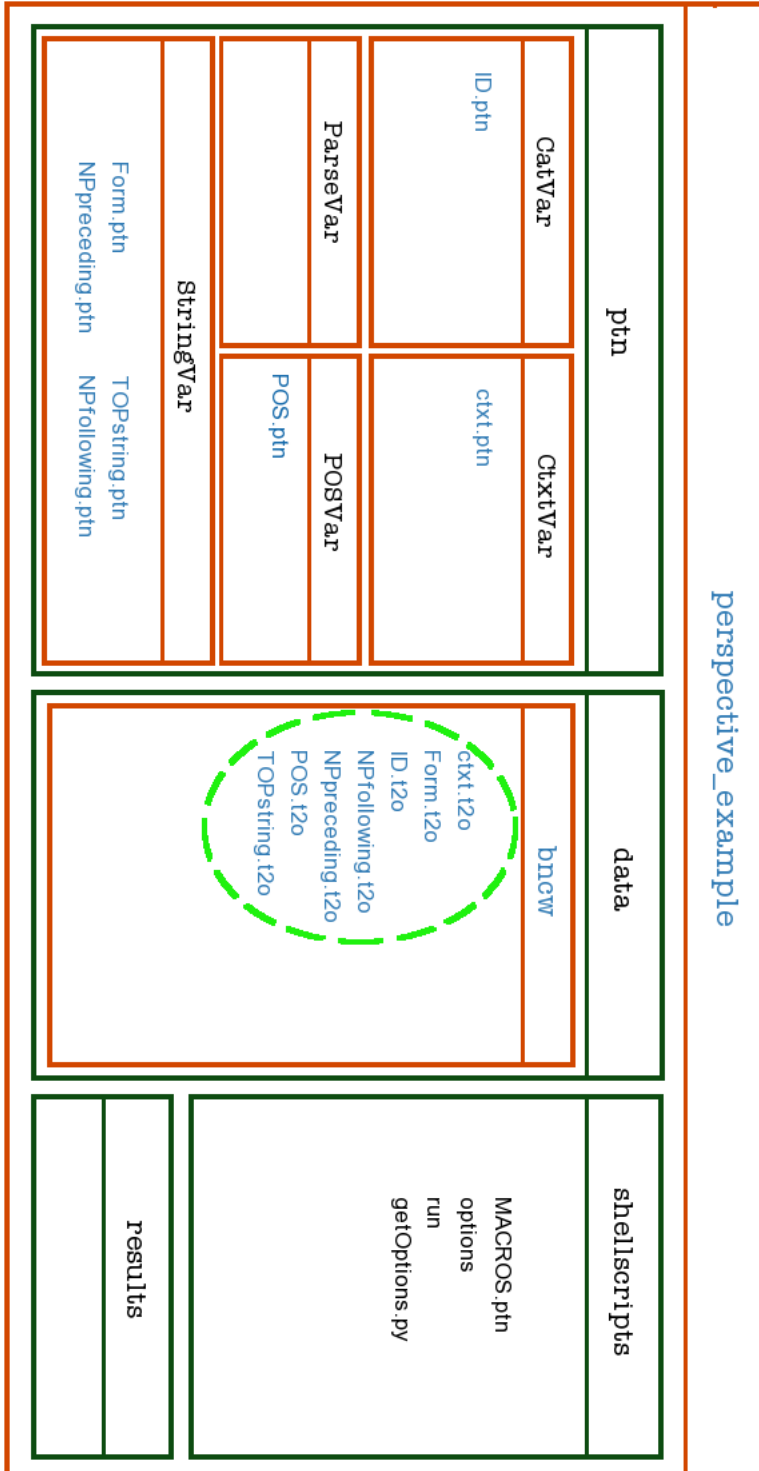 perspective_example
ptn
CatVar
ID.ptn
CtxtVar
ctxt.ptn
ParseVar
POSVar
POS.ptn
StringVar
Form.ptn TOPstring.ptn
NPpreceding.ptn NPfollowing.ptn
data
bncw
ctxt.t2o
Form.t2o
ID.t2o
NPfollowing.t2o
NPpreceding.t2o
POS.t2o
TOPstring.t2o
shellscripts
MACROS.ptn
options
run
getOptions.py
results